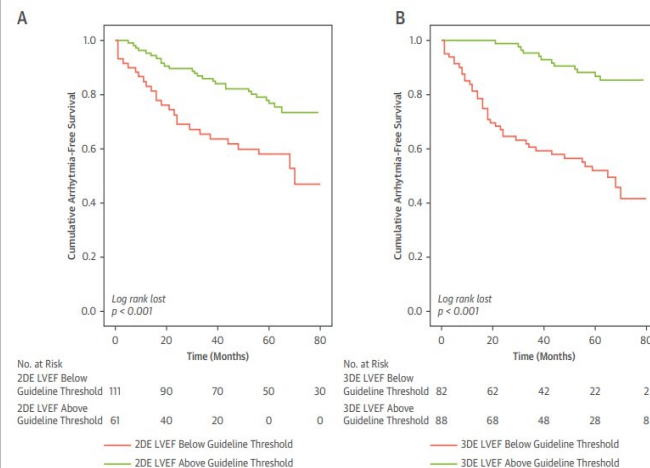 A
Cumulative Arrhytmia-Free Survival
1.0
0.8
0.6
0.4
0.2
0.0
Log rank lost
p < 0.001
0 20 40 60 80
Time (Months)
No. at Risk
2DE LVEF Below
Guideline Threshold 111 90 70 50 30
2DE LVEF Above
Guideline Threshold 61 40 20 0 0
2DE LVEF Below Guideline Threshold
2DE LVEF Above Guideline Threshold
B
Cumulative Arrhytmia-Free Survival
1.0
0.8
0.6
0.4
0.2
0.0
Log rank lost
p < 0.001
0 20 40 60 80
Time (Months)
No. at Risk
3DE LVEF Below
Guideline Threshold 82 62 42 22 2
3DE LVEF Above
Guideline Threshold 88 68 48 28 8
3DE LVEF Below Guideline Threshold
3DE LVEF Above Guideline Threshold